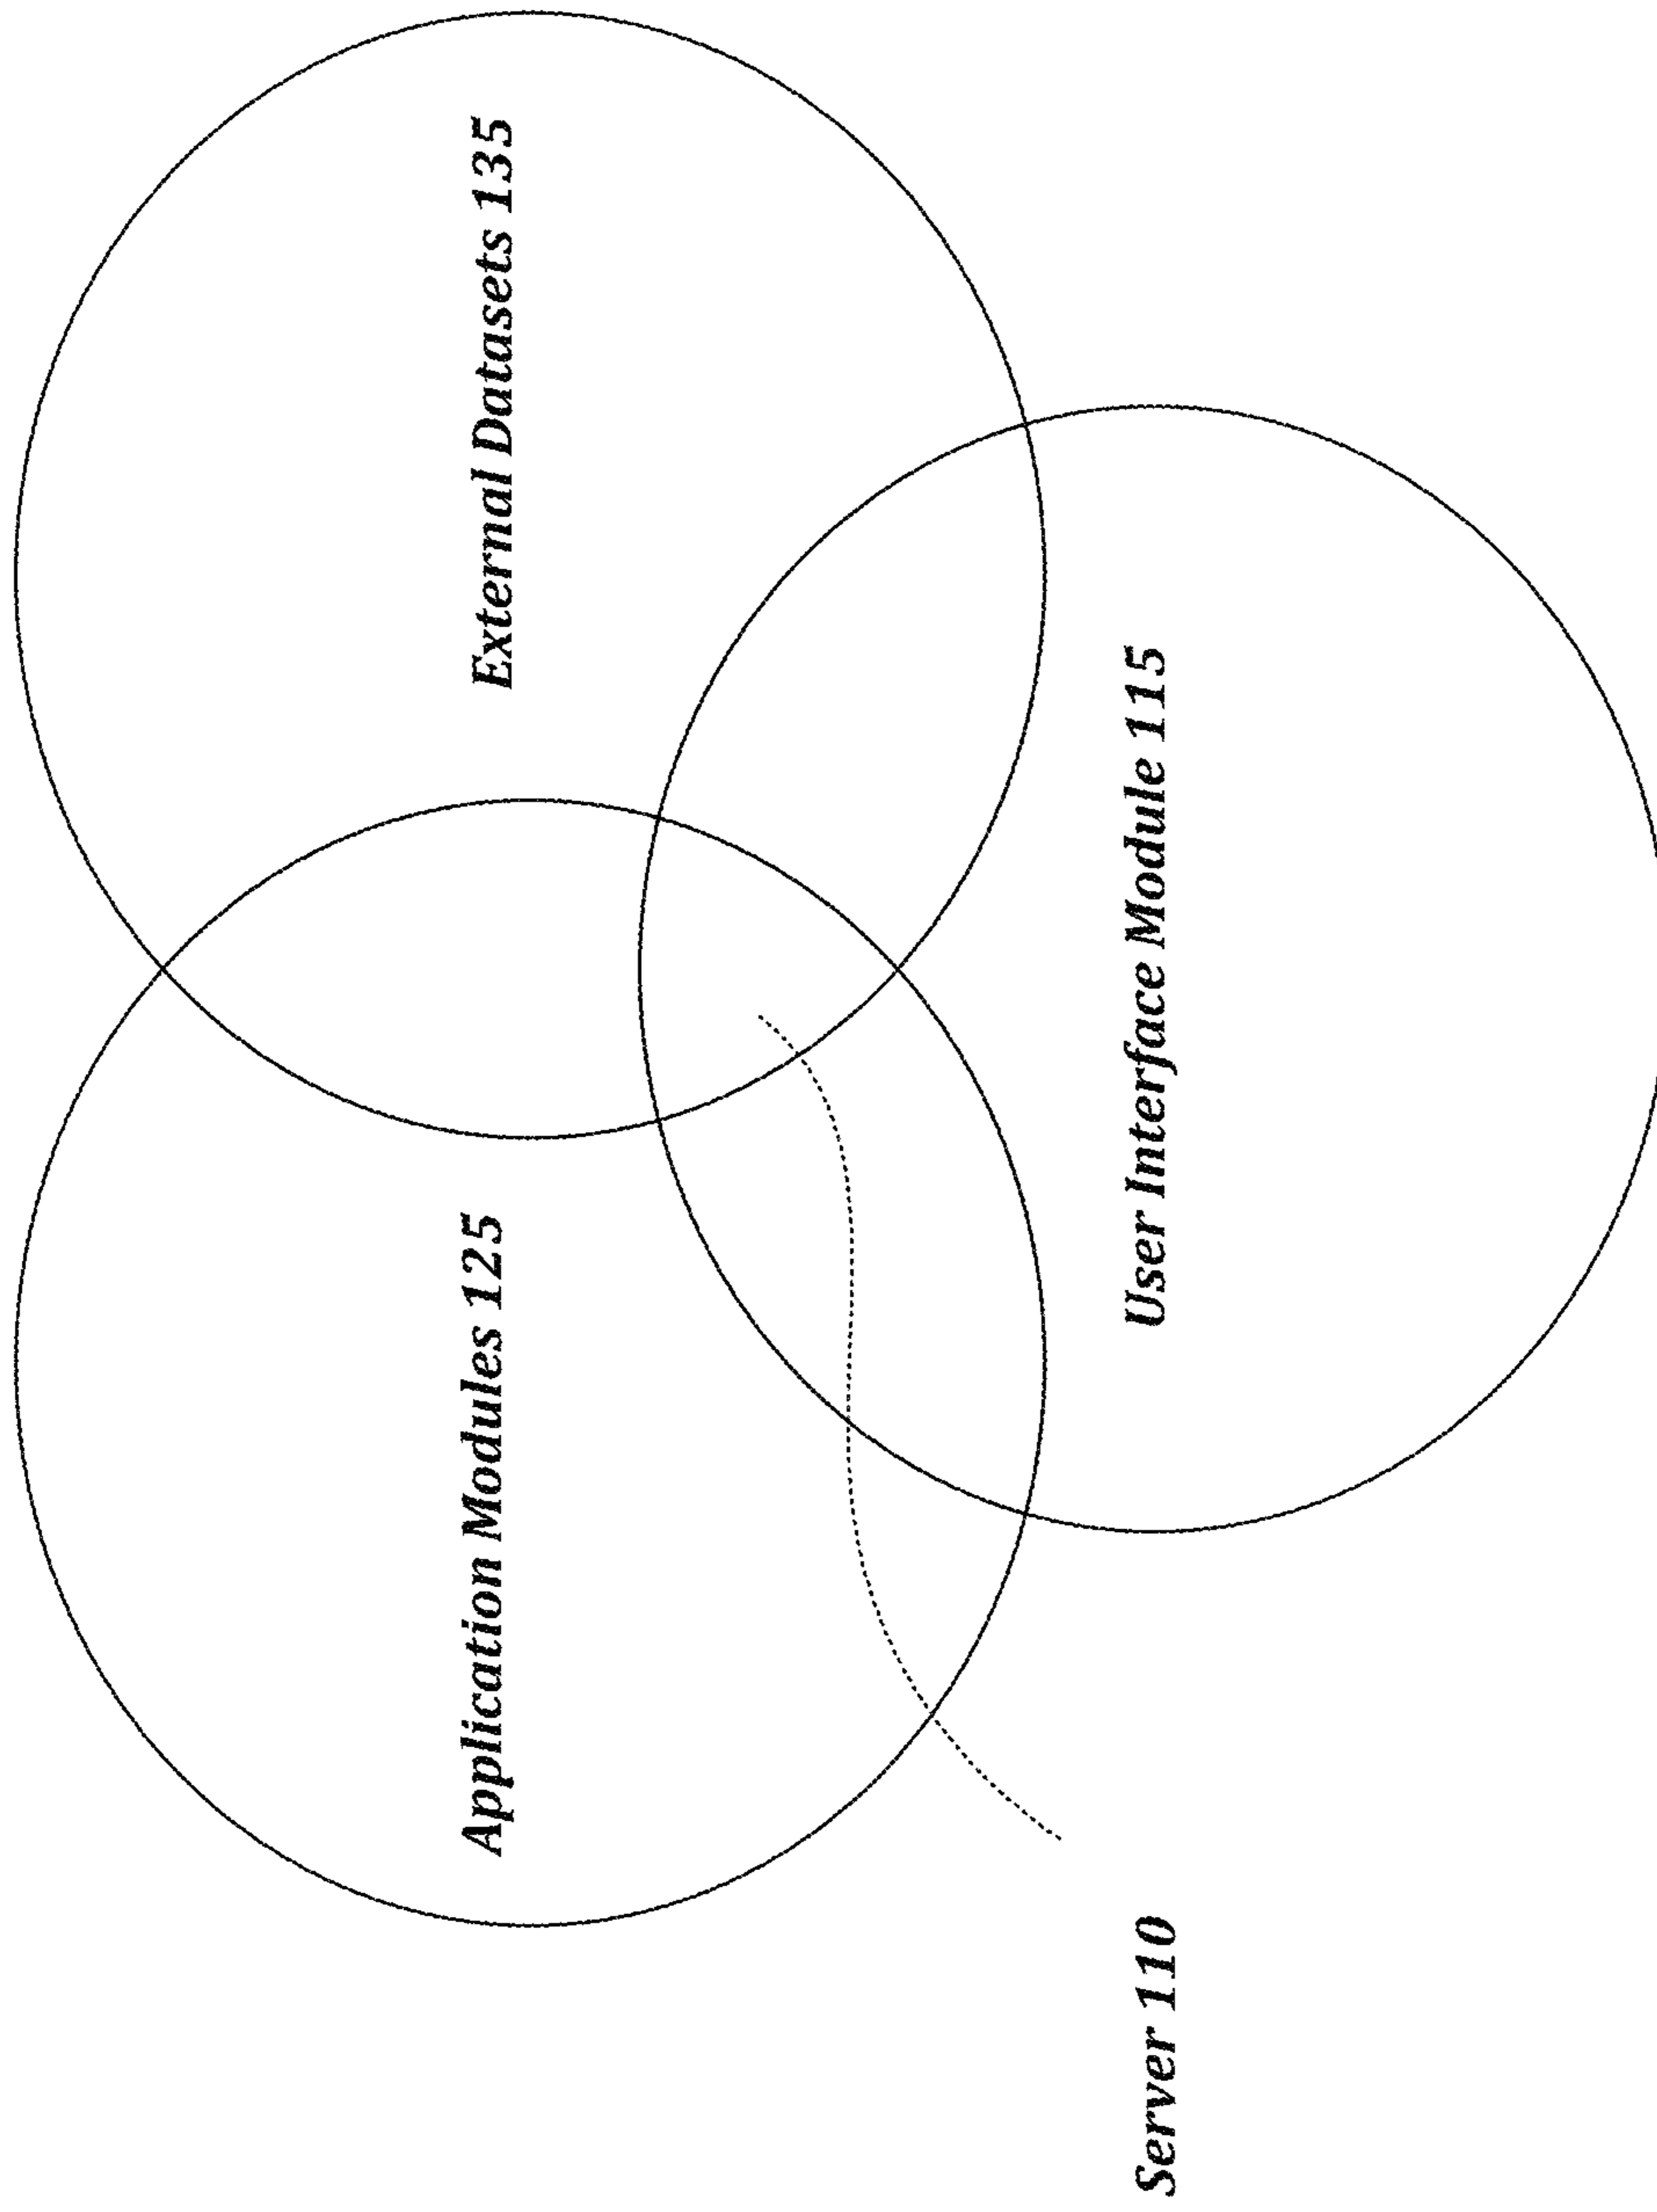 Application Modules 125
External Datasets 135
User Interface Module 115
Server 110